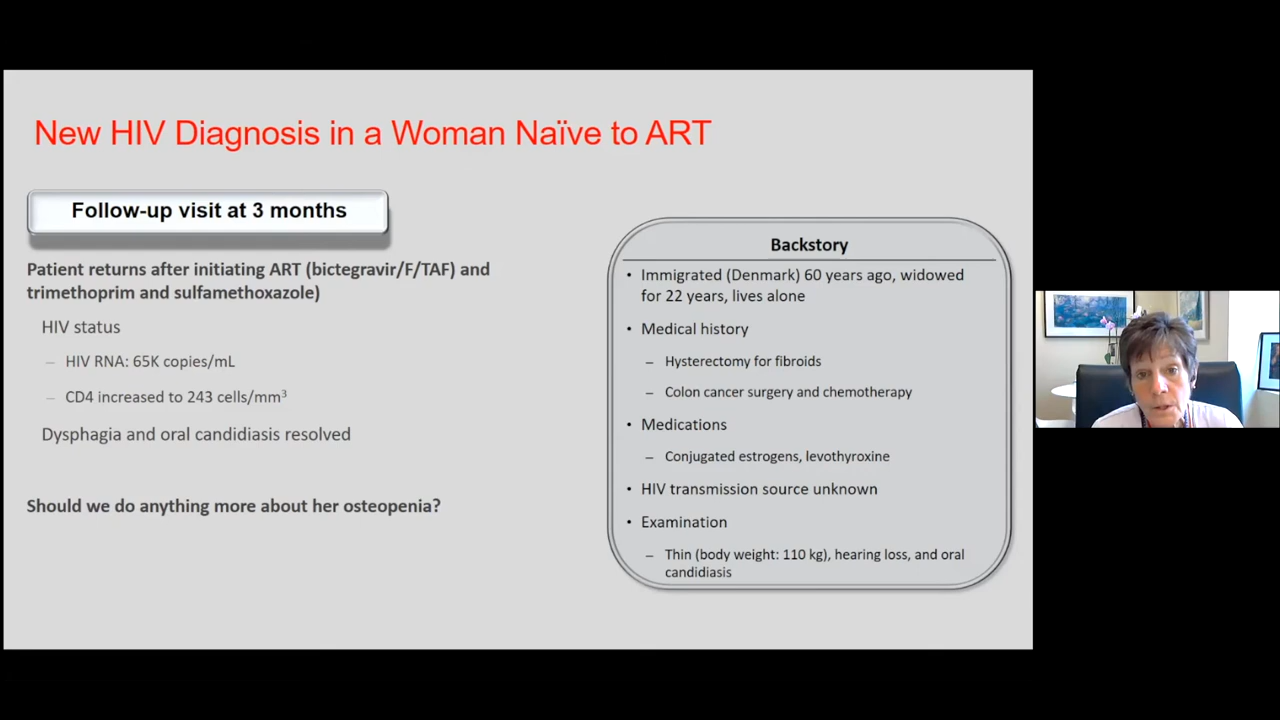 New HIV Diagnosis in a Woman Naïve to ART
Follow-up visit at 3 months
Patient returns after initiating ART (bictegravir/F/TAF) and
trimethoprim and sulfamethoxazole)
HIV status
– HIV RNA: 65K copies/mL
– CD4 increased to 243 cells/mm³
Dysphagia and oral candidiasis resolved
Should we do anything more about her osteopenia?
Backstory
• Immigrated (Denmark) 60 years ago, widowed
for 22 years, lives alone
• Medical history
– Hysterectomy for fibroids
– Colon cancer surgery and chemotherapy
• Medications
– Conjugated estrogens, levothyroxine
• HIV transmission source unknown
• Examination
– Thin (body weight: 110 kg), hearing loss, and oral
candidiasis